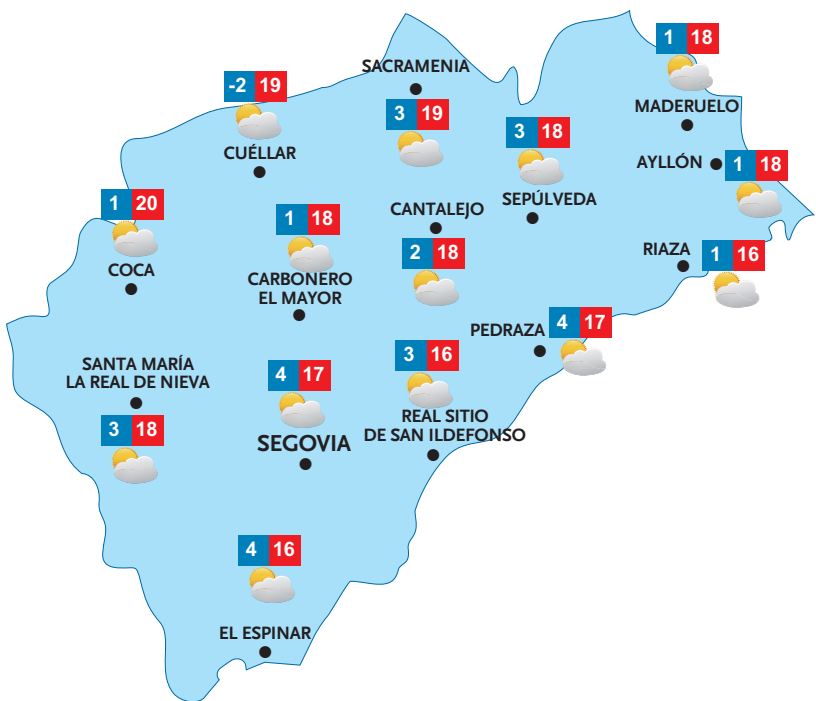 1 18
MADERUELO
SACRAMENIA
3 19
-2 19
CUÉLLAR
3 18
SEPÚLVEDA
AYLLÓN
1 18
1 20
COCA
1 18
CARBONERO
EL MAYOR
CANTALEJO
2 18
RIAZA
1 16
PEDRAZA
4 17
SANTA MARÍA
LA REAL DE NIEVA
3 18
4 17
SEGOVIA
3 16
REAL SITIO
DE SAN ILDEFONSO
4 16
EL ESPINAR